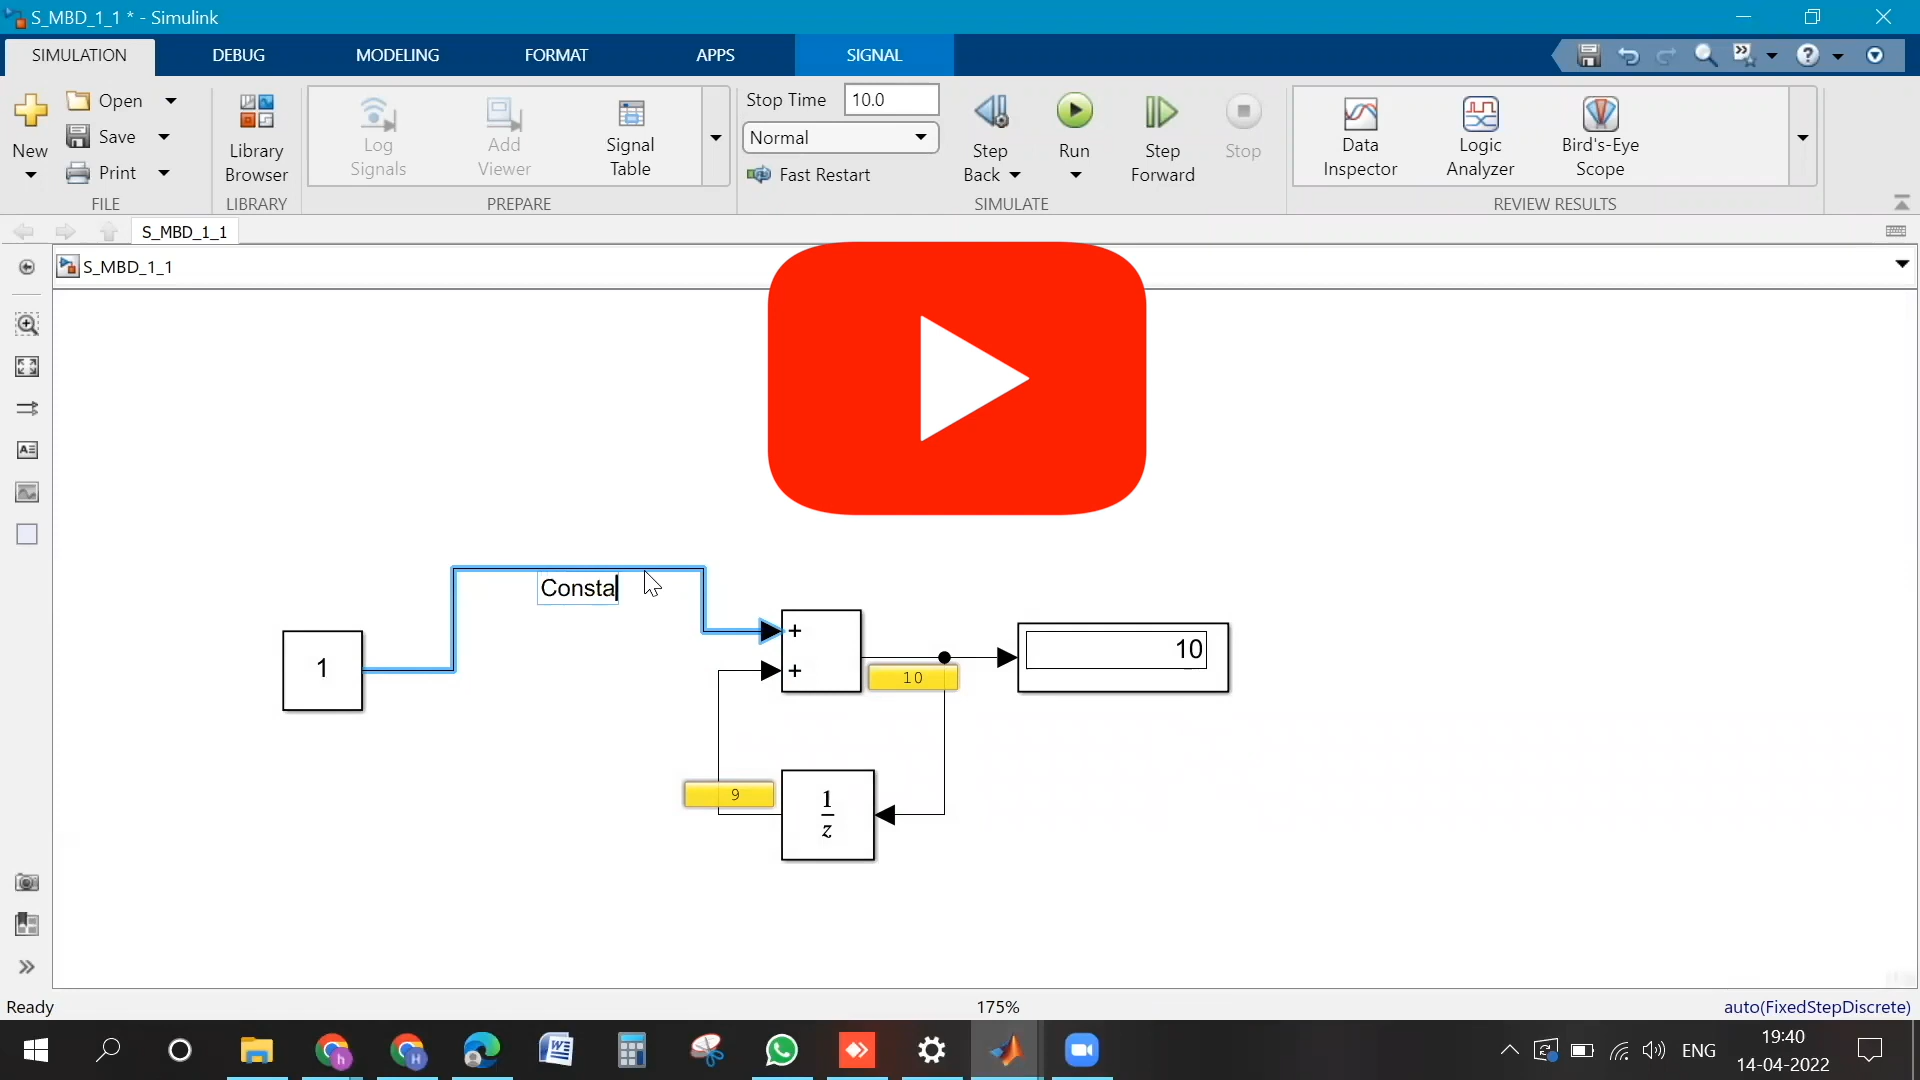 S_MBD_1_1 * - Simulink
SIMULATION DEBUG MODELING FORMAT APPS SIGNAL
New
Open
Save
Print
FILE
Library
Browser
LIBRARY
Log
Signals
Add
Viewer
Signal
Table
PREPARE
Stop Time 10.0
Normal
Fast Restart
Step
Back
Run
Step
Forward
Stop
SIMULATE
Data
Inspector
Logic
Analyzer
Bird's-Eye
Scope
REVIEW RESULTS
S_MBD_1_1
S_MBD_1_1
Consta
1
+
+
10
10
9
1
z
Ready 175% auto(FixedStepDiscrete)
ENG
19:40
14-04-2022